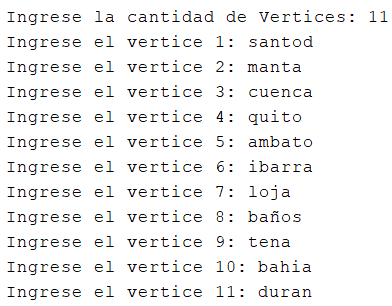 Ingrese la cantidad de Vertices: 11
Ingrese el vertice 1: santod
Ingrese el vertice 2: manta
Ingrese el vertice 3: cuenca
Ingrese el vertice 4: quito
Ingrese el vertice 5: ambato
Ingrese el vertice 6: ibarra
Ingrese el vertice 7: loja
Ingrese el vertice 8: baños
Ingrese el vertice 9: tena
Ingrese el vertice 10: bahia
Ingrese el vertice 11: duran